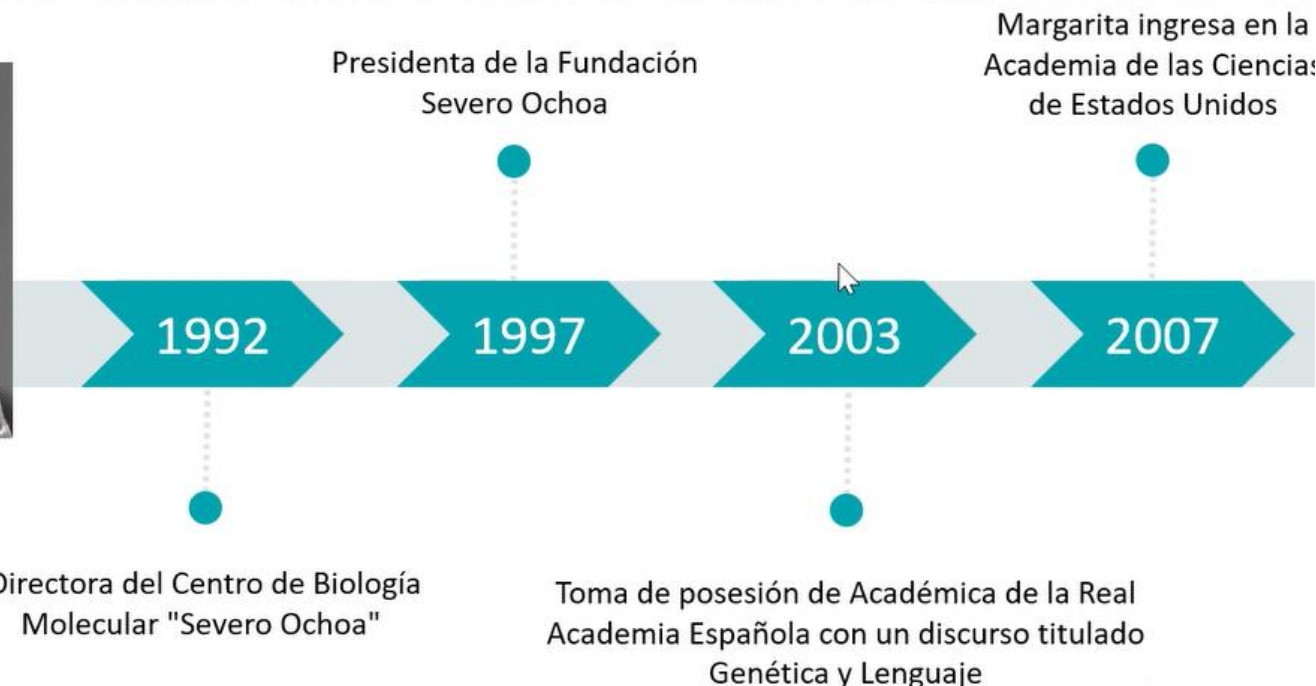 Presidenta de la Fundación
Severo Ochoa
Margarita ingresa en la
Academia de las Ciencias
de Estados Unidos
1992
1997
2003
2007
Directora del Centro de Biología
Molecular "Severo Ochoa"
Toma de posesión de Académica de la Real
Academia Española con un discurso titulado
Genética y Lenguaje